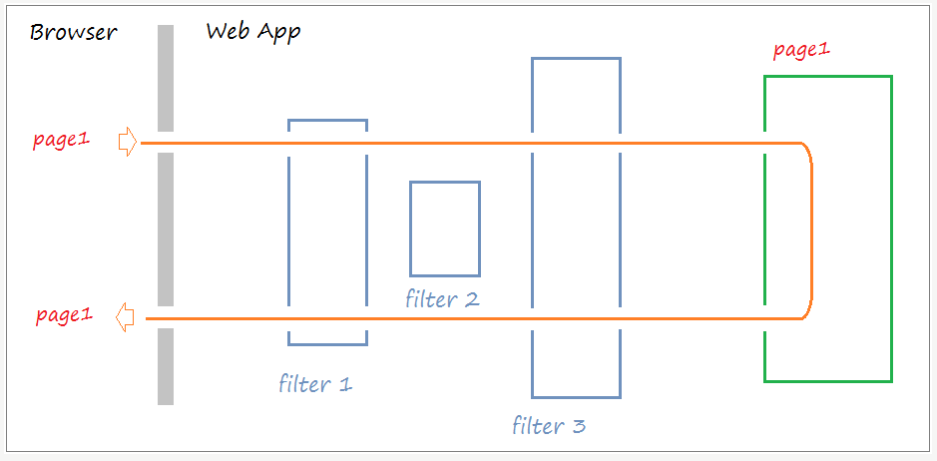 Browser
Web App
page1
page1
page1
filter 2
filter 1
filter 3